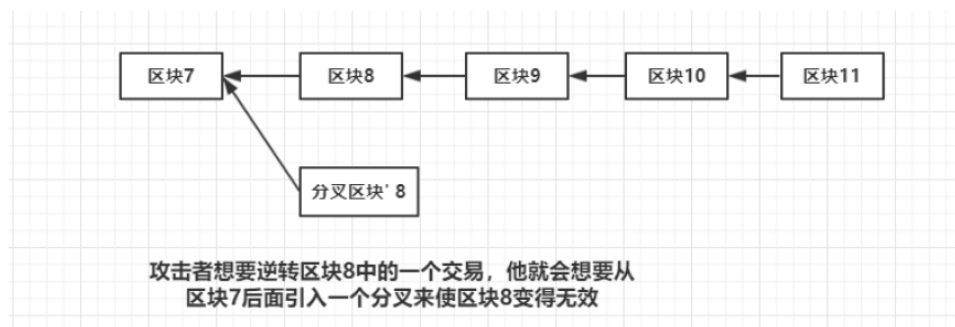 区块7
区块8
区块9
区块10
区块11
分叉区块' 8
攻击者想要逆转区块8中的一个交易，他就会想要从
区块7后面引入一个分叉来使区块8变得无效